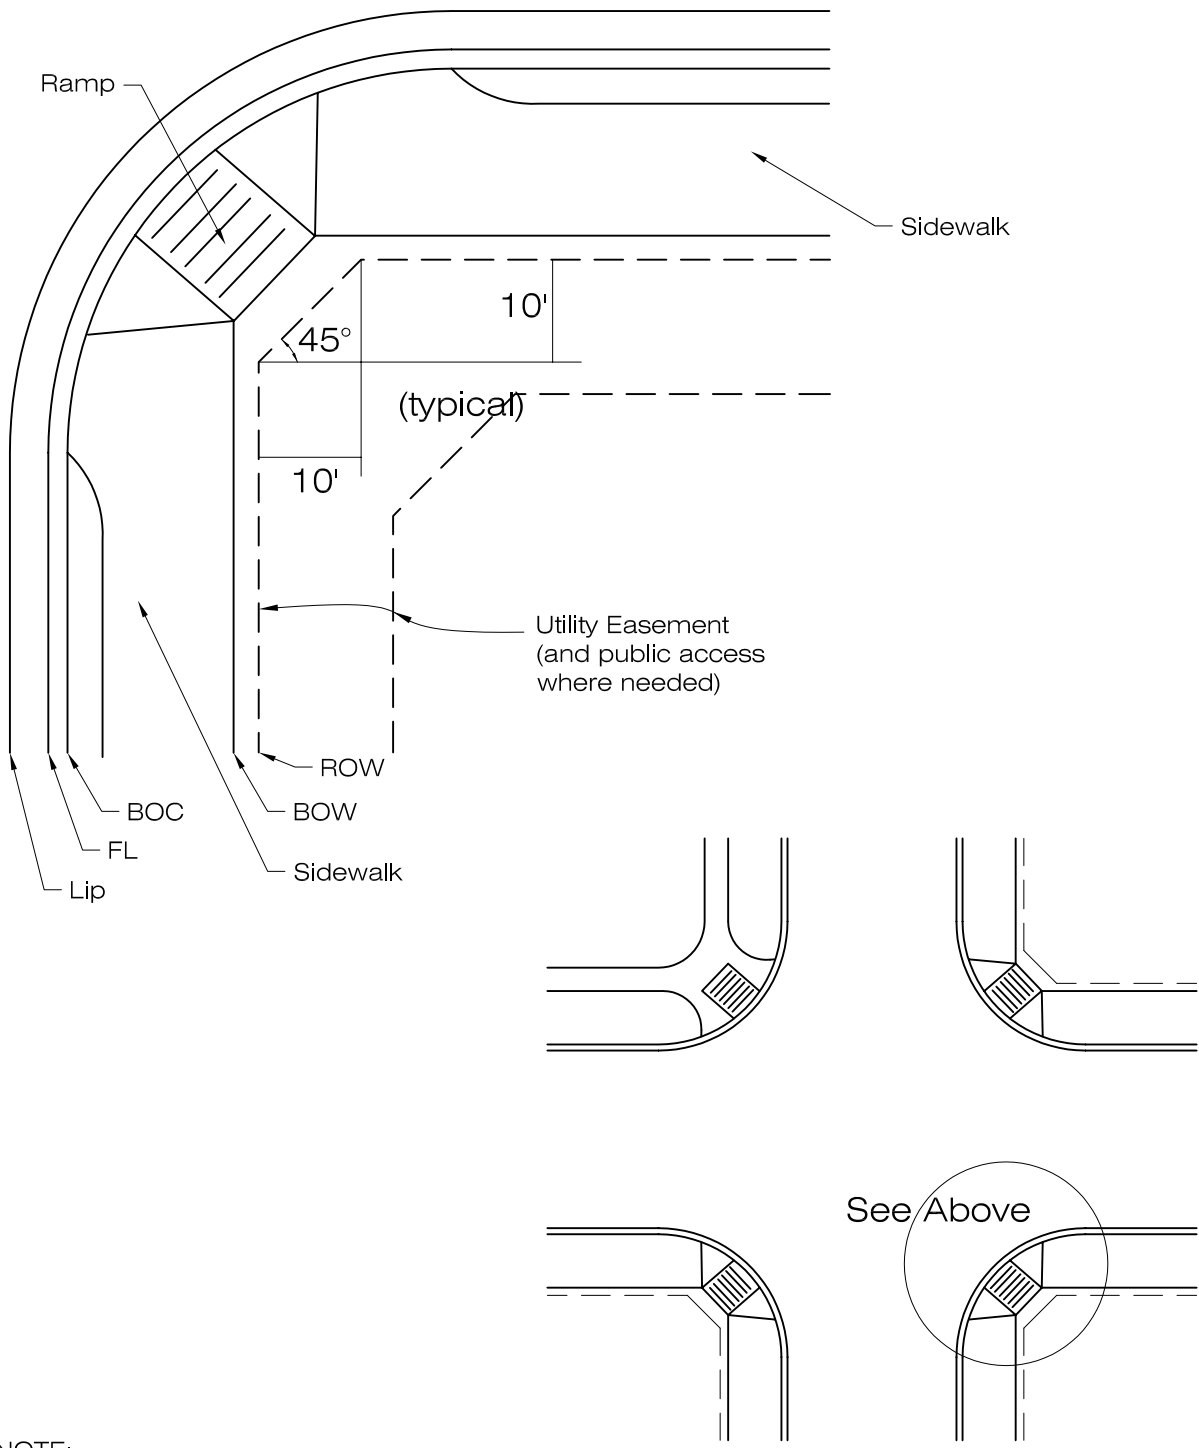 Ramp
Sidewalk
10'
45°
(typical)
10'
Utility Easement
(and public access
where needed)
ROW
BOC
BOW
FL
Sidewalk
Lip
See Above
NOTE: